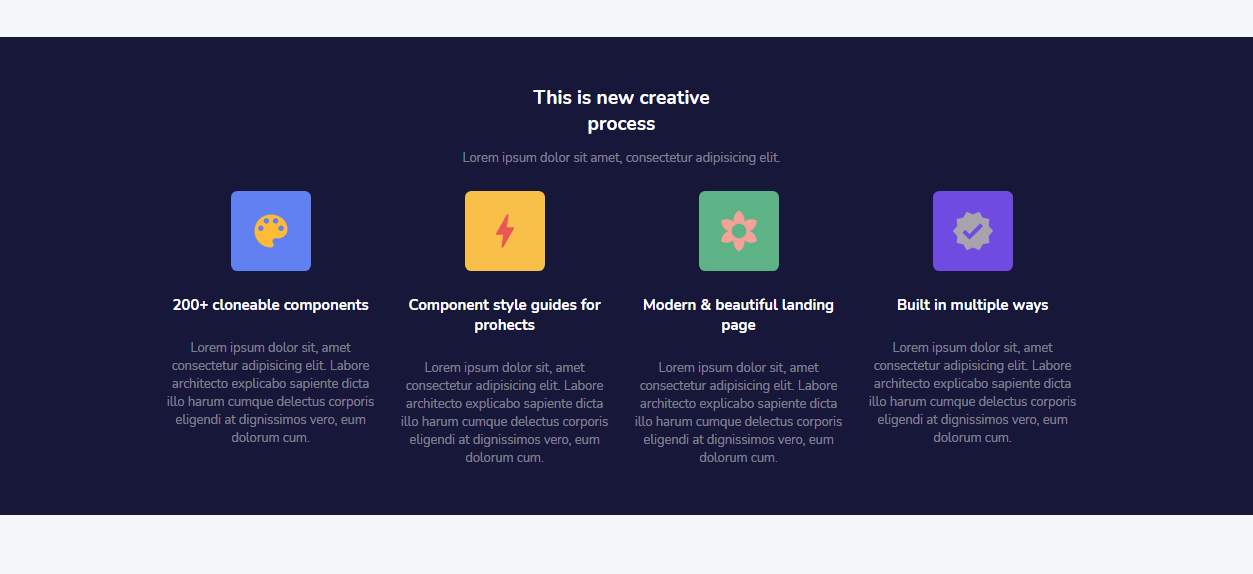 This is new creative
process
Lorem ipsum dolor sit amet, consectetur adipisicing elit.
200+ cloneable components
Lorem ipsum dolor sit, amet
consectetur adipisicing elit. Labore
architecto explicabo sapiente dicta
illo harum cumque delectus corporis
eligendi at dignissimos vero, eum
dolorum cum.
Component style guides for
prohects
Lorem ipsum dolor sit, amet
consectetur adipisicing elit. Labore
architecto explicabo sapiente dicta
illo harum cumque delectus corporis
eligendi at dignissimos vero, eum
dolorum cum.
Modern & beautiful landing
page
Lorem ipsum dolor sit, amet
consectetur adipisicing elit. Labore
architecto explicabo sapiente dicta
illo harum cumque delectus corporis
eligendi at dignissimos vero, eum
dolorum cum.
Built in multiple ways
Lorem ipsum dolor sit, amet
consectetur adipisicing elit. Labore
architecto explicabo sapiente dicta
illo harum cumque delectus corporis
eligendi at dignissimos vero, eum
dolorum cum.